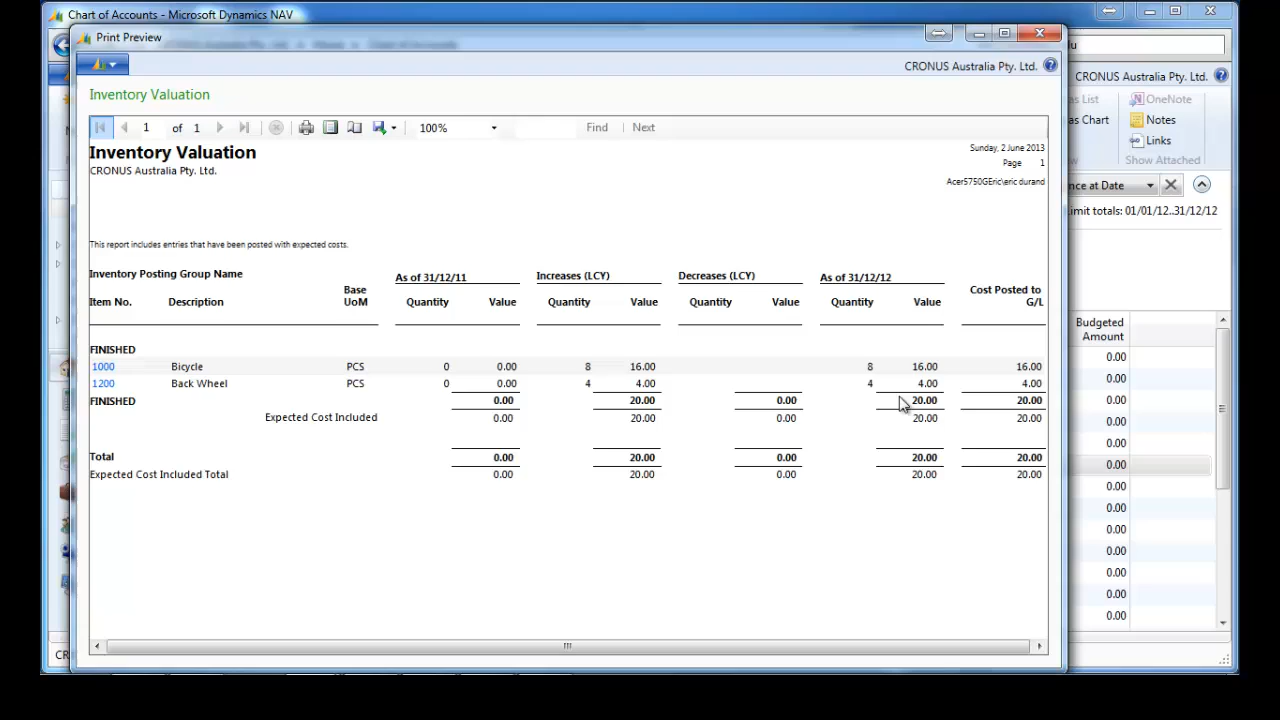 Chart of Accounts - Microsoft Dynamics NAV
Print Preview
CRONUS Australia Pty. Ltd.
CRONUS Australia Pty. Ltd.
Inventory Valuation
as List
OneNote
1 of 1
100%
Find
Next
as Chart
Notes
Links
Show Attached
Inventory Valuation
Sunday, 2 June 2013
CRONUS Australia Pty. Ltd.
Page 1
Acer5750GEric\eric durand
nce at Date
imit totals: 01/01/12..31/12/12
This report includes entries that have been posted with expected costs.
Inventory Posting Group Name
As of 31/12/11
Increases (LCY)
Decreases (LCY)
As of 31/12/12
Item No. Description Base UoM Quantity Value Quantity Value Quantity Value Quantity Value Cost Posted to G/L
FINISHED
1000 Bicycle PCS 0 0.00 8 16.00 8 16.00 16.00
1200 Back Wheel PCS 0 0.00 4 4.00 4 4.00 4.00
FINISHED 0.00 20.00 0.00 20.00 20.00
Expected Cost Included 0.00 20.00 0.00 20.00 20.00
Total 0.00 20.00 0.00 20.00 20.00
Expected Cost Included Total 0.00 20.00 0.00 20.00 20.00
Budgeted
Amount
0.00
0.00
0.00
0.00
0.00
0.00
0.00
0.00
0.00
0.00
0.00
0.00
0.00